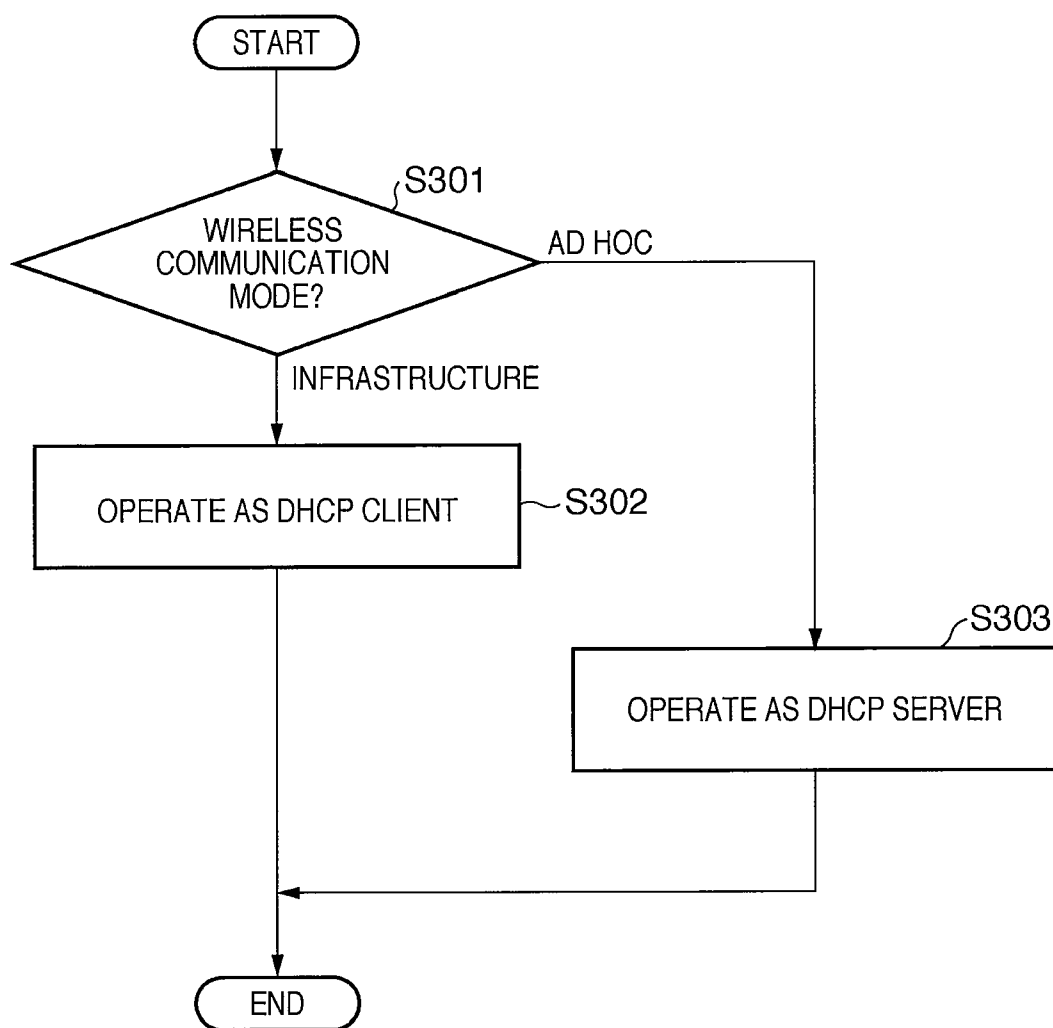 START
S301
WIRELESS
COMMUNICATION
MODE?
AD HOC
INFRASTRUCTURE
OPERATE AS DHCP CLIENT
S302
S303
OPERATE AS DHCP SERVER
END